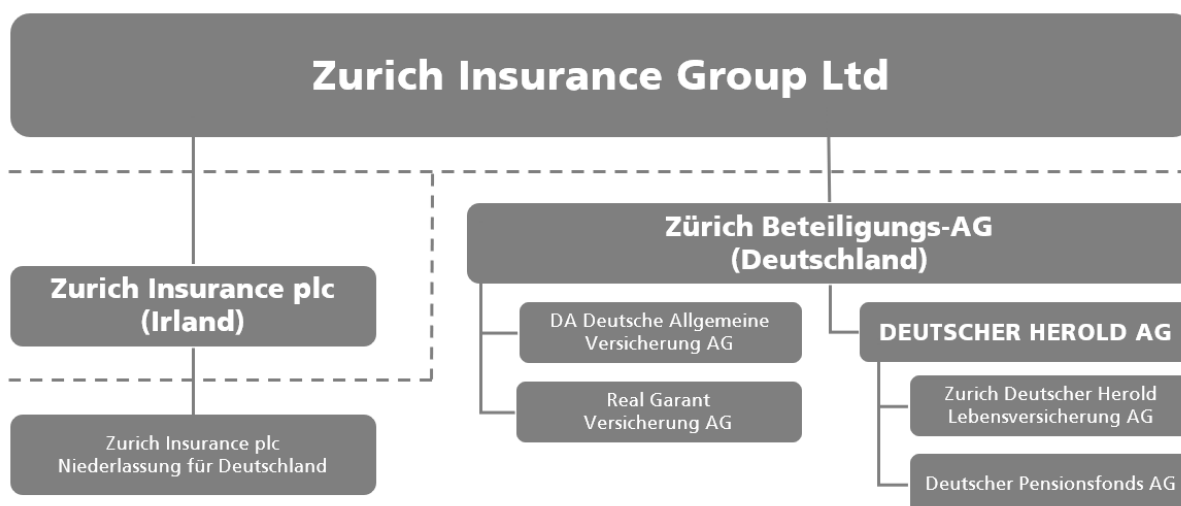 Zurich Insurance Group Ltd
Zürich Beteiligungs-AG
(Deutschland)
Zurich Insurance plc
(Irland)
DA Deutsche Allgemeine
Versicherung AG
DEUTSCHER HEROLD AG
Real Garant
Versicherung AG
Zurich Deutscher Herold
Lebensversicherung AG
Zurich Insurance plc
Niederlassung für Deutschland
Deutscher Pensionsfonds AG